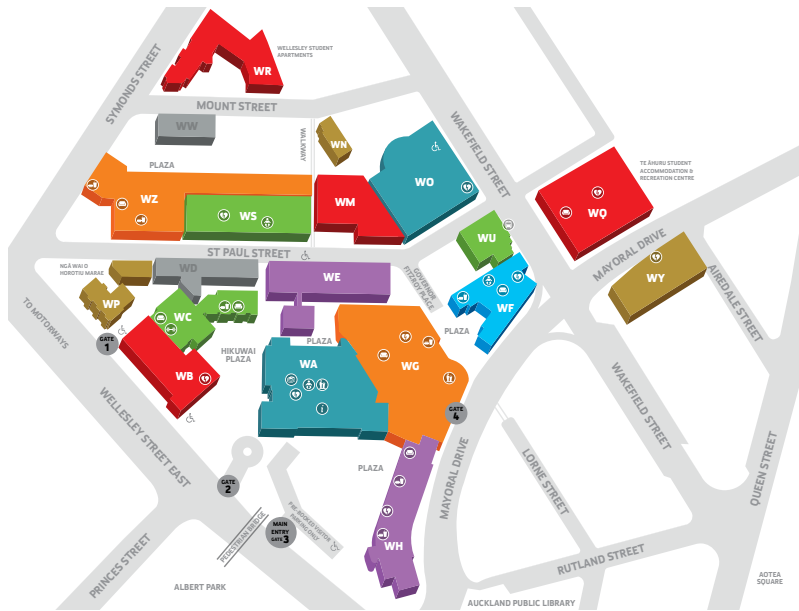 WELLESLEY STUDENT
APARTMENTS
WR
SYMONDS STREET
MOUNT STREET
WW
WALKWAY
WN
WAKEFIELD STREET
PLAZA
WO
TE ĀHURU STUDENT
ACCOMMODATION &
RECREATION CENTRE
WZ
WS
WM
WQ
WU
MAYORAL DRIVE
ST PAUL STREET
NGĀ WAI O
HOROTIU MARAE
WD
WE
GOVERNOR
FITZROY PLACE
WY
AIREDALE STREET
WP
WC
WF
TO MOTORWAYS
GATE
1
HIKUWAI
PLAZA
PLAZA
PLAZA
WB
WA
WG
i
GATE
4
WAKEFIELD STREET
WELLESLEY STREET EAST
PLAZA
MAYORAL DRIVE
LORNE STREET
QUEEN STREET
GATE
2
PRE-BOOKED VISITOR
PARKING ONLY
PEDESTRIAN BRIDGE
MAIN
ENTRY
GATE 3
WH
PRINCES STREET
RUTLAND STREET
ALBERT PARK
AUCKLAND PUBLIC LIBRARY
AOTEA
SQUARE